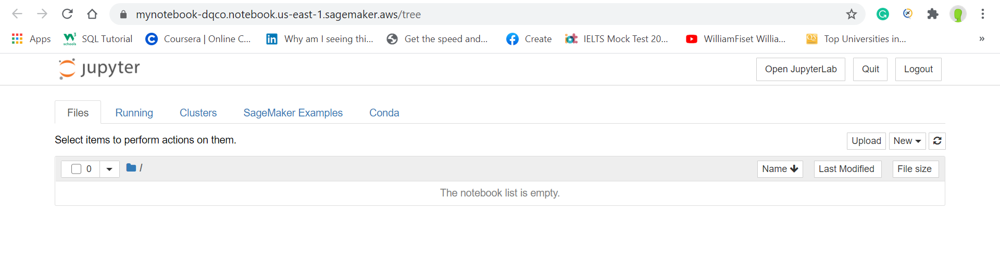 mynotebook-dqco.notebook.us-east-1.sagemaker.aws/tree
Apps W3 schools SQL Tutorial Coursera | Online C... Why am I seeing thi... Get the speed and... Create IELTS Mock Test 20... WilliamFiset Willia... Top Universities in... »
jupyter Open JupyterLab Quit Logout
Files Running Clusters SageMaker Examples Conda
Select items to perform actions on them. Upload New
0 / Name Last Modified File size
The notebook list is empty.